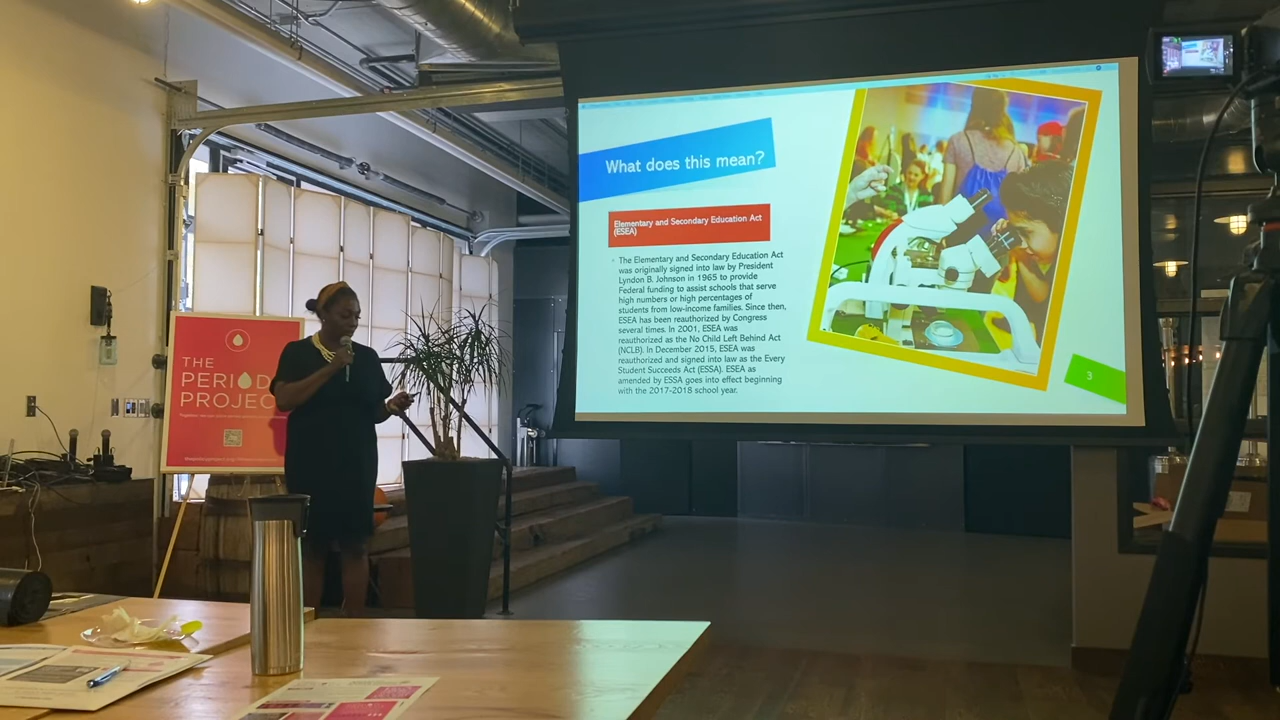 What does this mean?
Elementary and Secondary Education Act
(ESEA)
The Elementary and Secondary Education Act
was originally signed into law by President
Lyndon B. Johnson in 1965 to provide
Federal funding to assist schools that serve
high numbers or high percentages of
students from low-income families. Since then,
ESEA has been reauthorized by Congress
several times. In 2001, ESEA was
reauthorized as the No Child Left Behind Act
(NCLB). In December 2015, ESEA was
reauthorized and signed into law as the Every
Student Succeeds Act (ESSA). ESEA as
amended by ESSA goes into effect beginning
with the 2017-2018 school year.
3
THE
PERIOD
PROJEC